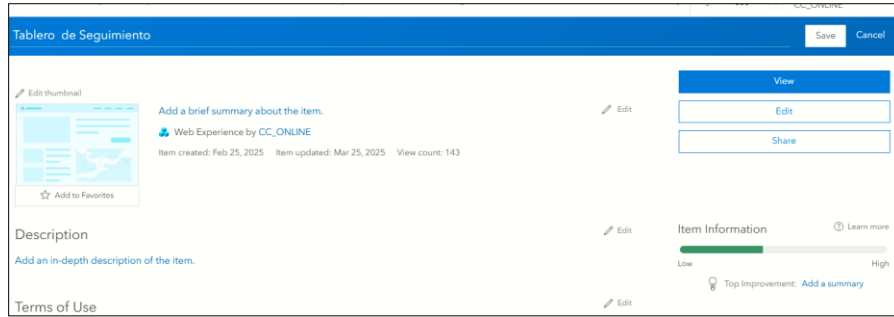 CC_ONLINE
Tablero de Seguimiento
Save
Cancel
Edit thumbnail
Add a brief summary about the item.
Edit
Web Experience by CC_ONLINE
Item created: Feb 25, 2025 Item updated: Mar 25, 2025 View count: 143
Add to Favorites
View
Edit
Share
Description
Edit
Add an in-depth description of the item.
Item Information
Learn more
Low
High
Top Improvement: Add a summary
Terms of Use
Edit